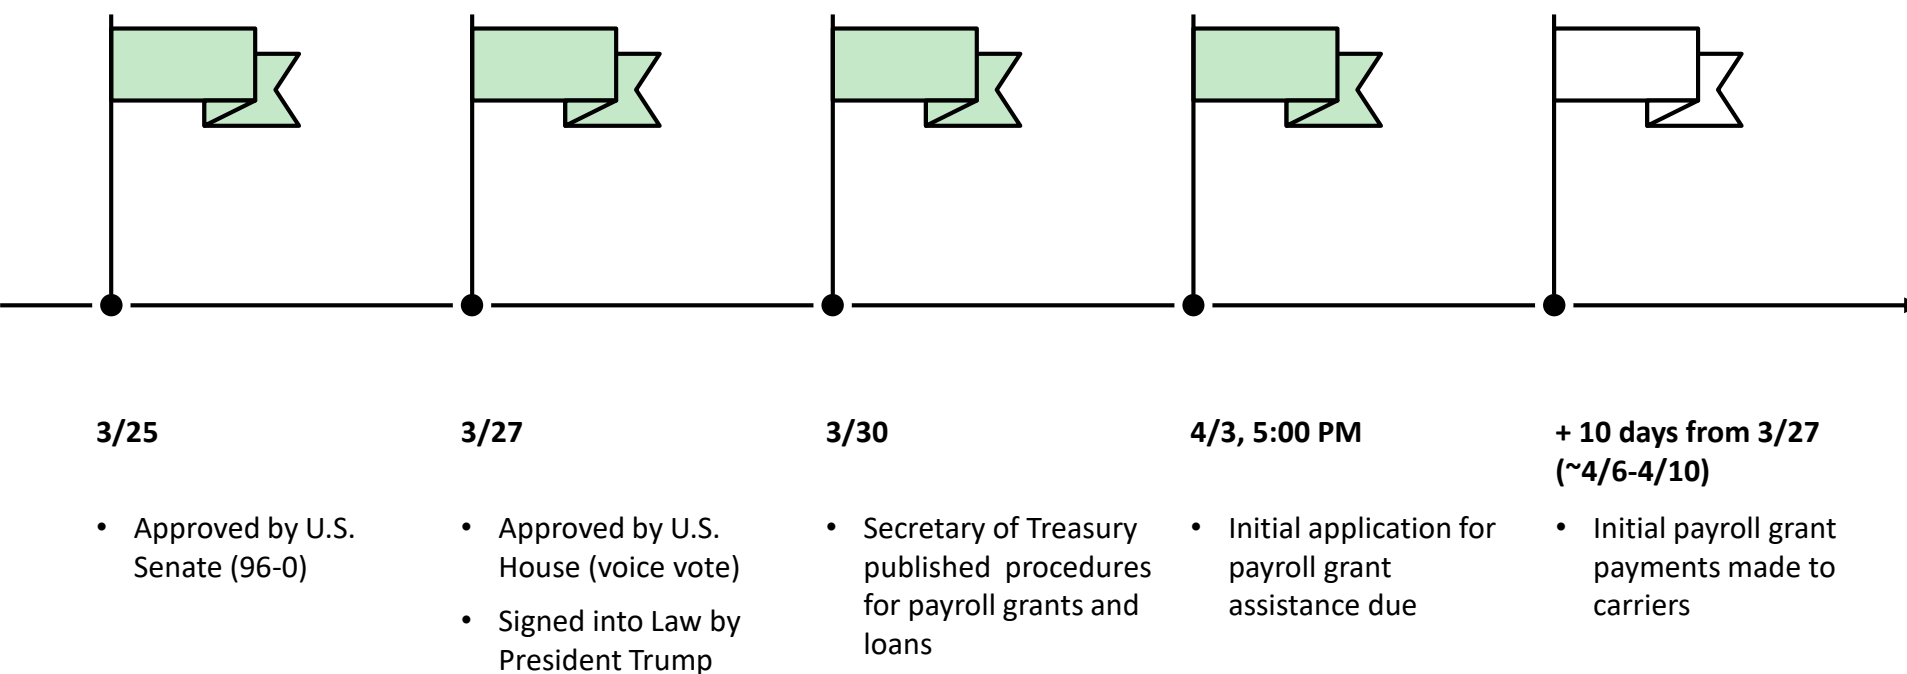 3/25
• Approved by U.S.
Senate (96-0)
3/27
• Approved by U.S.
House (voice vote)
• Signed into Law by
President Trump
3/30
• Secretary of Treasury
published  procedures
for payroll grants and
loans
4/3, 5:00 PM
• Initial application for
payroll grant
assistance due
+ 10 days from 3/27
(~4/6-4/10)
• Initial payroll grant
payments made to
carriers